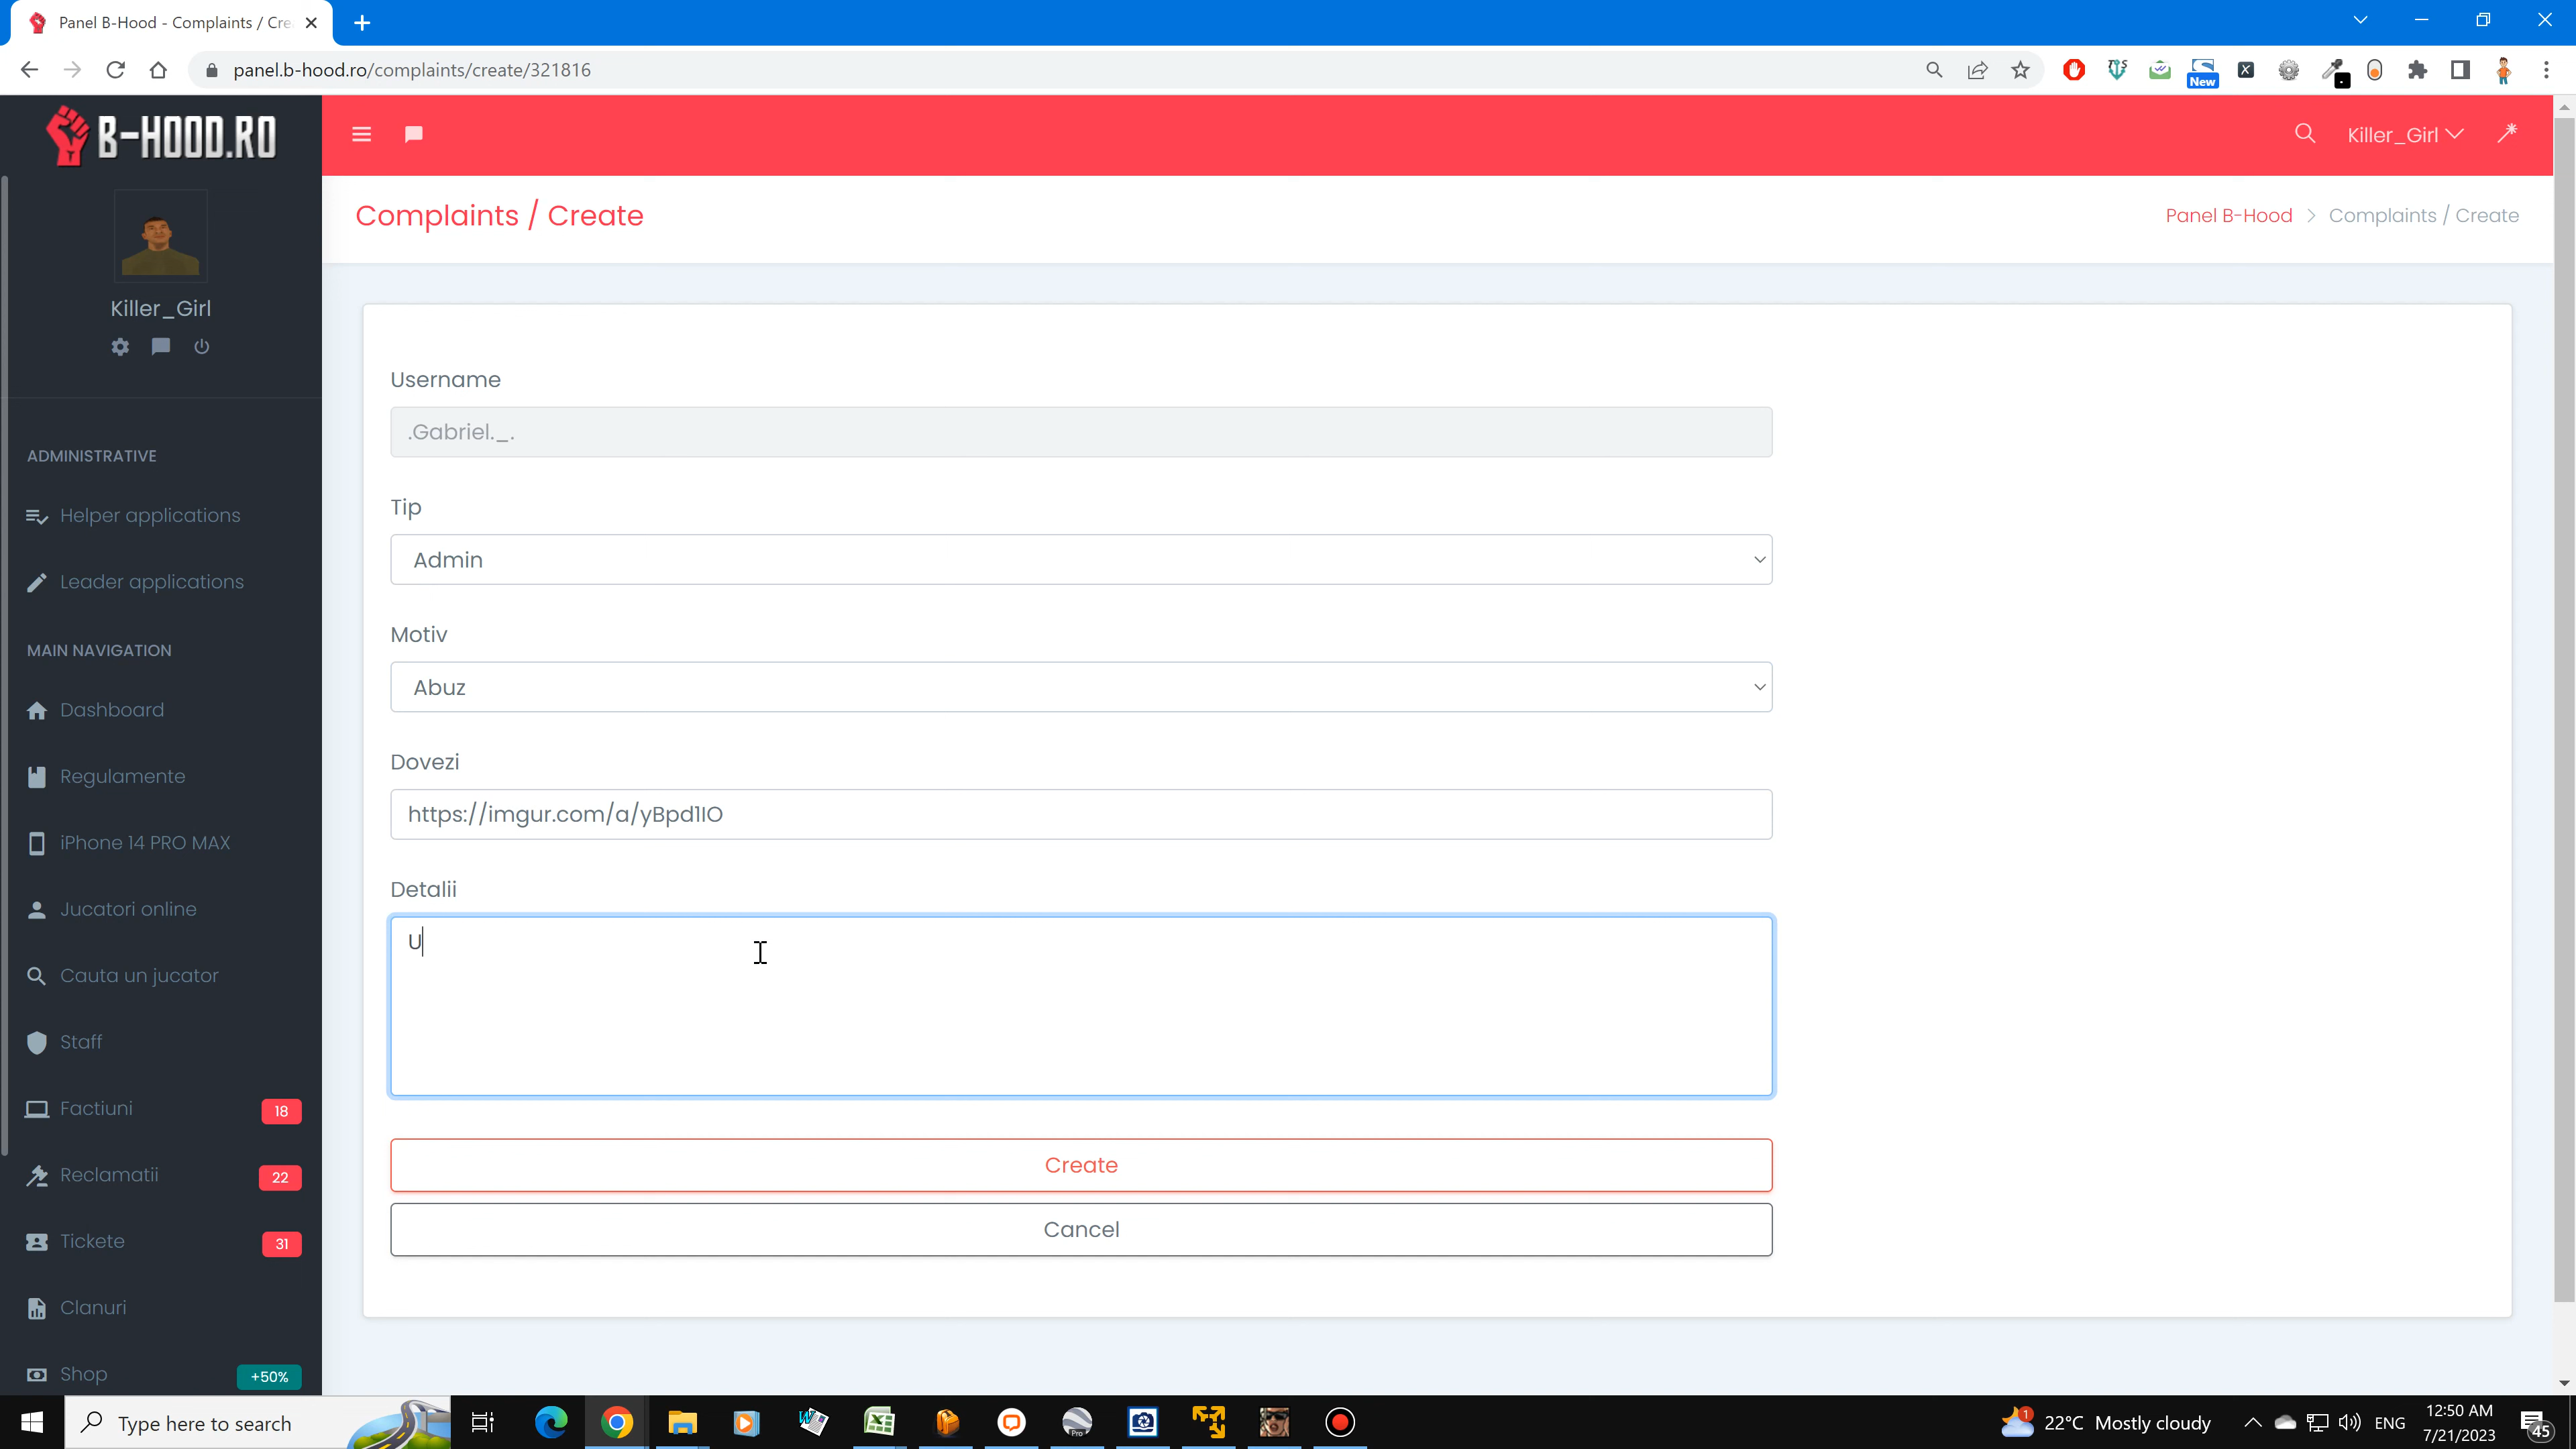 Panel B-Hood - Complaints / Cre
panel.b-hood.ro/complaints/create/321816
New
B-HOOD.RO
Killer_Girl
Complaints / Create
Panel B-Hood > Complaints / Create
Killer_Girl
ADMINISTRATIVE
Helper applications
Leader applications
MAIN NAVIGATION
Dashboard
Regulamente
iPhone 14 PRO MAX
Jucatori online
Cauta un jucator
Staff
Factiuni 18
Reclamatii 22
Tickete 31
Clanuri
Shop +50%
Username
.Gabriel._.
Tip
Admin
Motiv
Abuz
Dovezi
https://imgur.com/a/yBpd1IO
Detalii
U
Create
Cancel
Type here to search
Pro
1
22°C Mostly cloudy
ENG
12:50 AM
7/21/2023
45